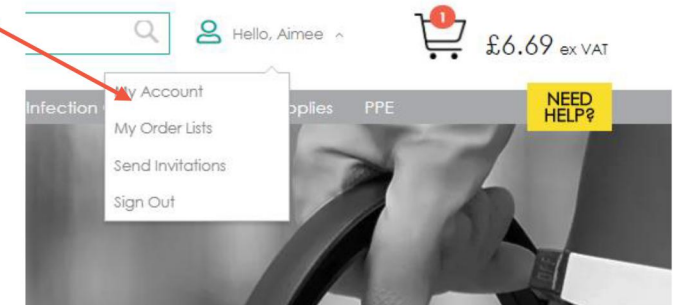 Hello, Aimee
1
£6.69 ex VAT
My Account
My Order Lists
Send Invitations
Sign Out
Infection
PPE
NEED
HELP?